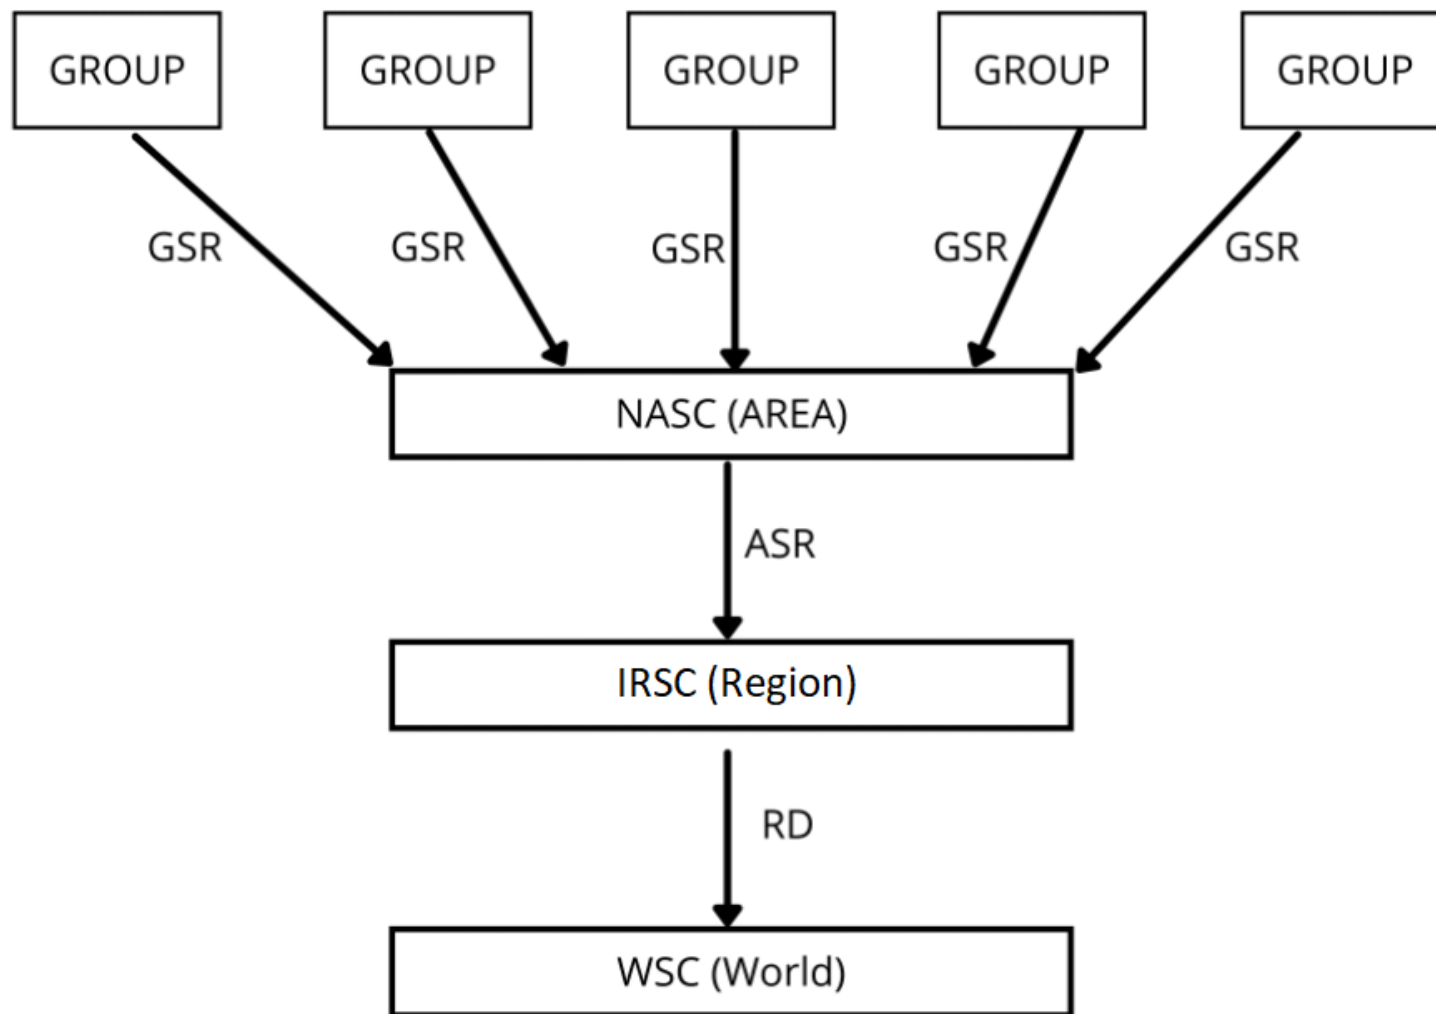 GROUP
GROUP
GROUP
GROUP
GROUP
GSR
GSR
GSR
GSR
GSR
NASC (AREA)
ASR
IRSC (Region)
RD
WSC (World)